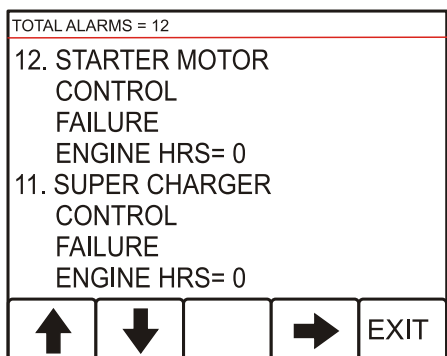 TOTAL ALARMS = 12
12. STARTER MOTOR
CONTROL
FAILURE
ENGINE HRS= 0
11. SUPER CHARGER
CONTROL
FAILURE
ENGINE HRS= 0
EXIT